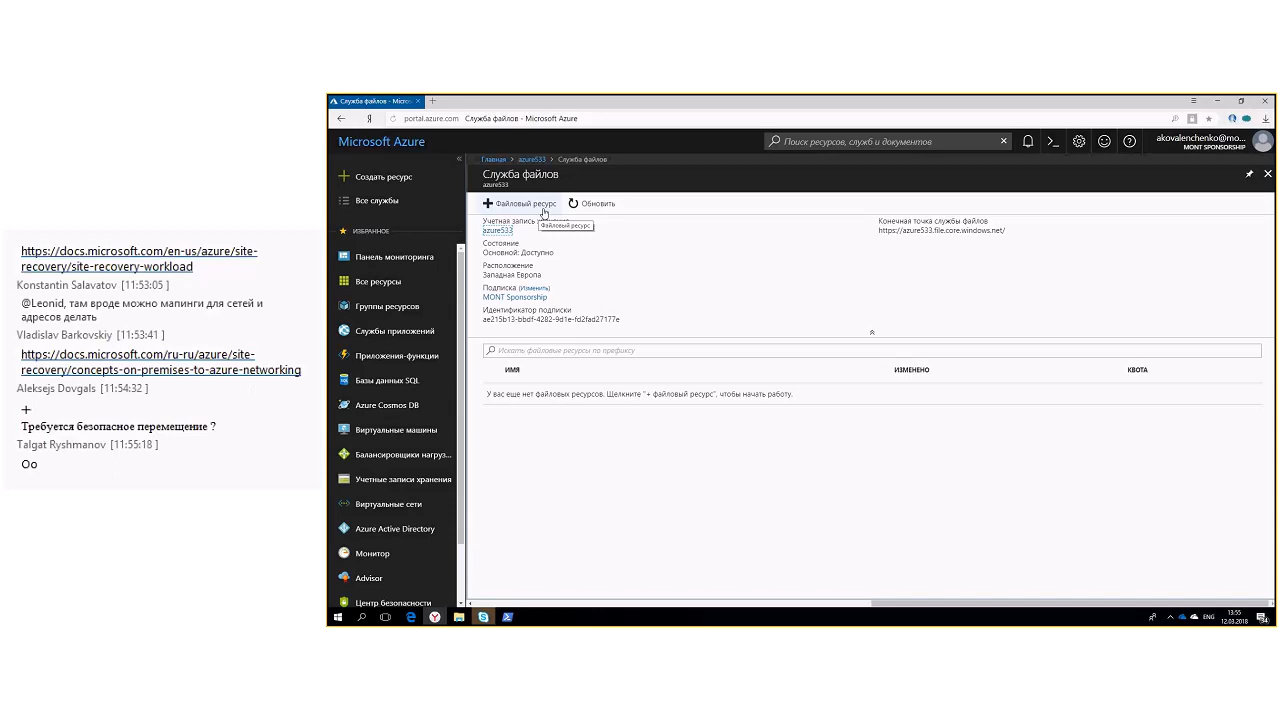 https://docs.microsoft.com/en-us/azure/site-
recovery/site-recovery-workload
Konstantin Salavatov [11:53:05 ]
@Leonid, там вроде можно мапинги для сетей и
адресов делать
Vladislav Barkovskiy [11:53:41 ]
https://docs.microsoft.com/ru-ru/azure/site-
recovery/concepts-on-premises-to-azure-networking
Aleksejs Dovgals [11:54:32 ]
+
Требуется безопасное перемещение ?
Talgat Ryshmanov [11:55:18 ]
Оо
Служба файлов - Micros
portal.azure.com Служба файлов - Microsoft Azure
Microsoft Azure
Поиск ресурсов, служб и документов
akovalenchenko@mo...
MONT SPONSORSHIP
Создать ресурс
Все службы
ИЗБРАННОЕ
Панель мониторинга
Все ресурсы
Группы ресурсов
Службы приложений
Приложения-функции
Базы данных SQL
Azure Cosmos DB
Виртуальные машины
Балансировщики нагруз...
Учетные записи хранения
Виртуальные сети
Azure Active Directory
Монитор
Advisor
Центр безопасности
Главная > azure533 > Служба файлов
Служба файлов
azure533
Файловый ресурс Обновить
Файловый ресурс
Учетная запись
azure533
Состояние
Основной: Доступно
Расположение
Западная Европа
Подписка (Изменить)
MONT Sponsorship
Идентификатор подписки
ae215b13-bbdf-4282-9d1e-fd2fad27177e
Конечная точка службы файлов
https://azure533.file.core.windows.net/
Искать файловые ресурсы по префиксу
ИМЯ ИЗМЕНЕНО КВОТА
У вас еще нет файловых ресурсов. Щелкните "+ файловый ресурс", чтобы начать работу.
ENG
13:55
12.03.2018